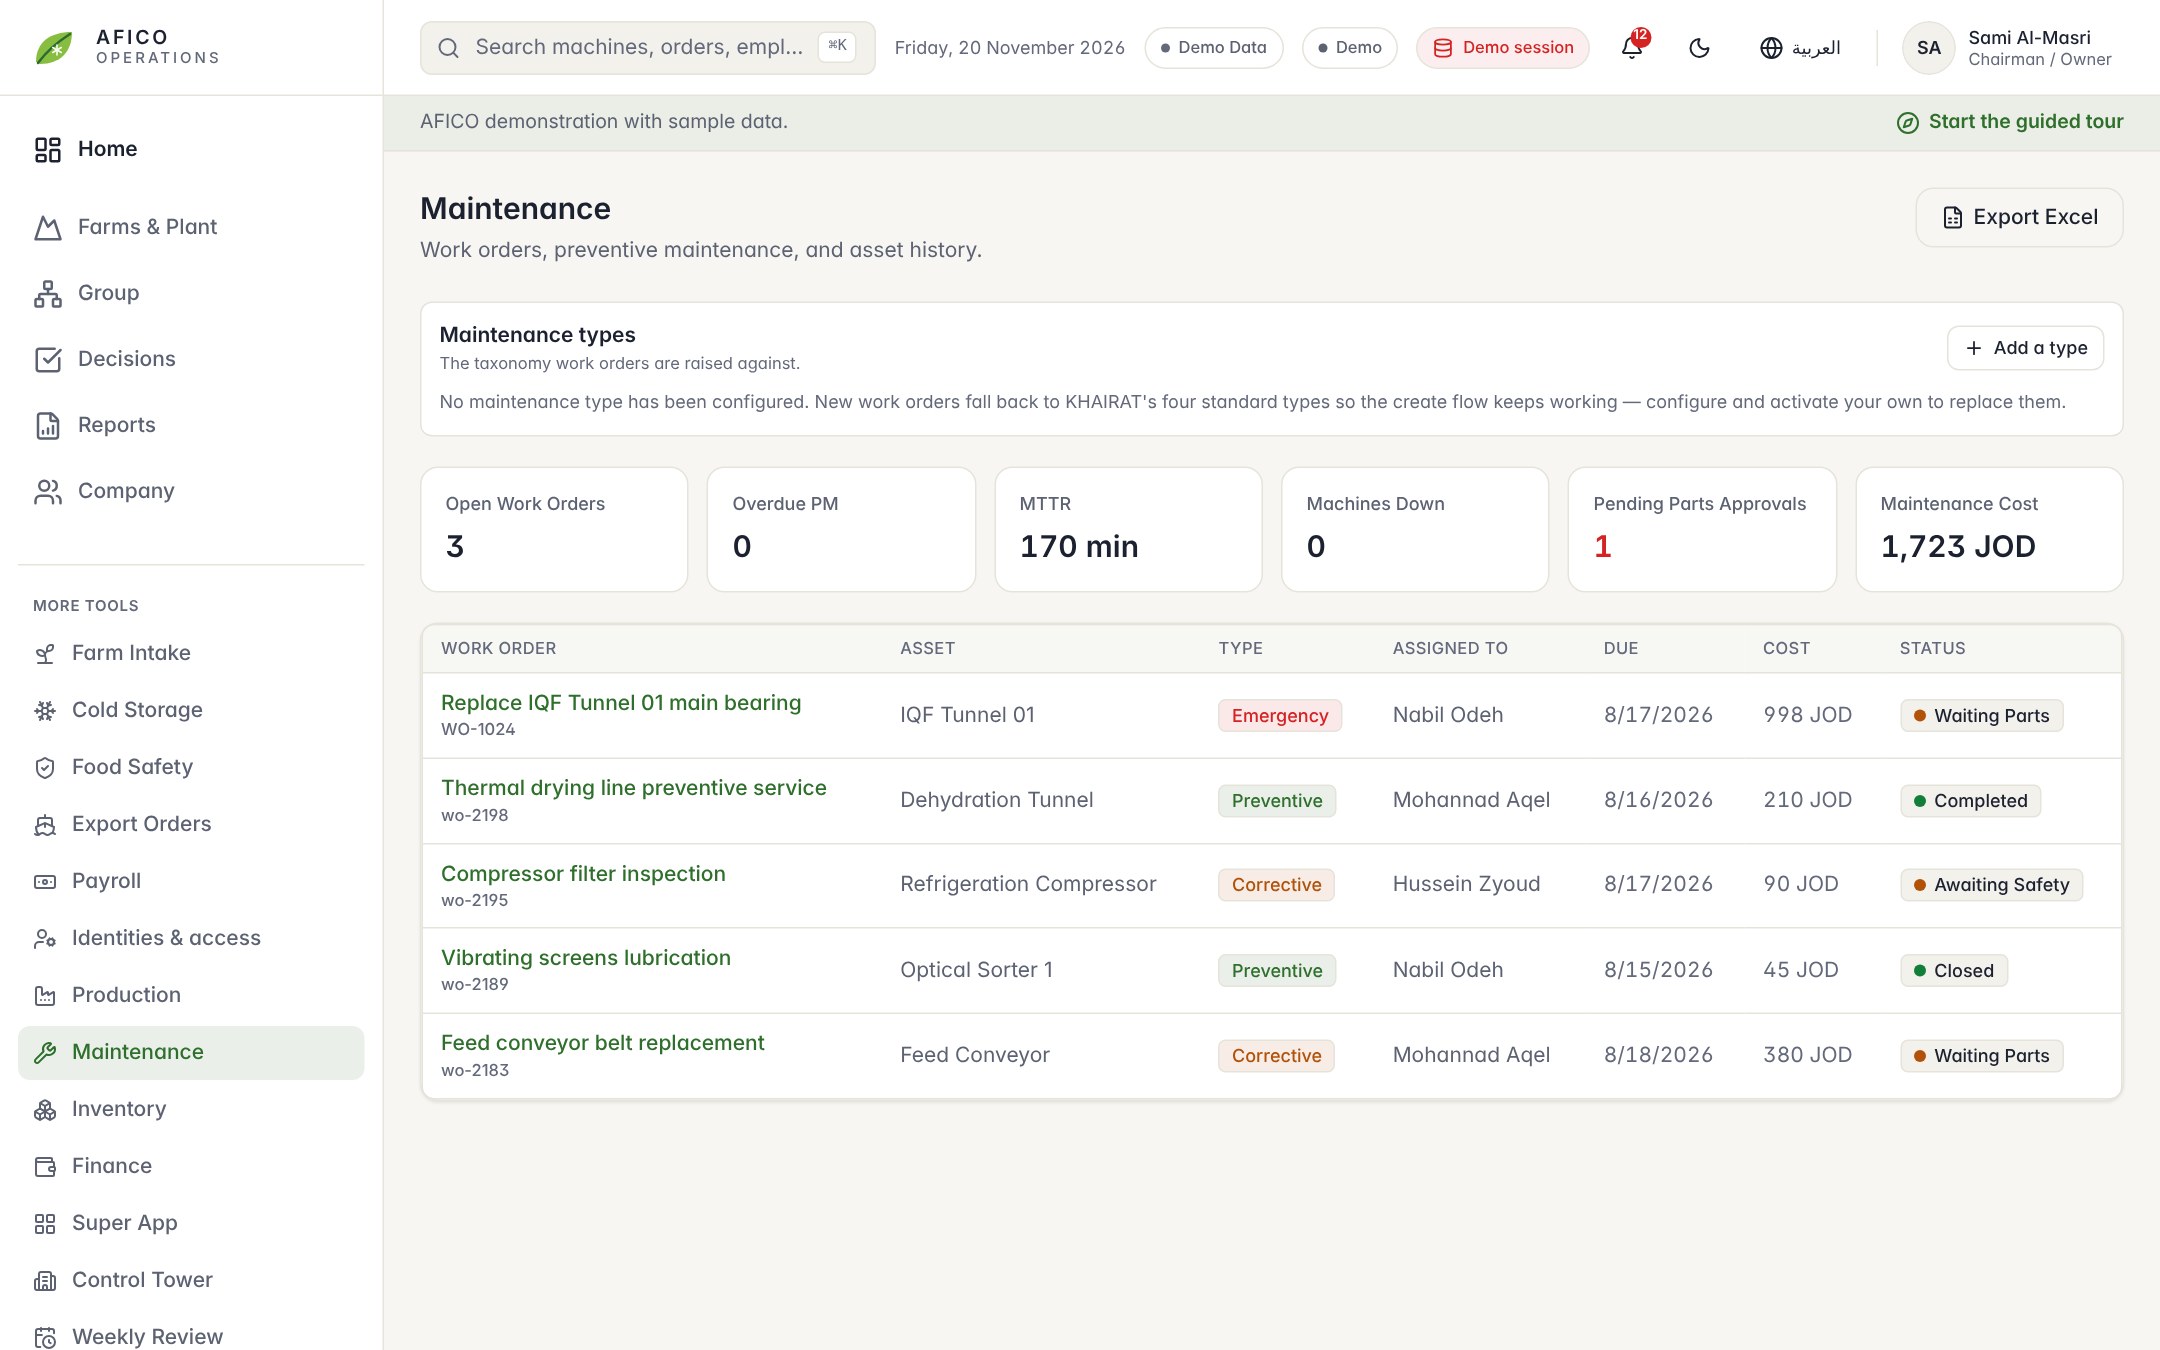 AFICO
OPERATIONS
Search machines, orders, empl...
⌘K
Friday, 20 November 2026
Demo Data
Demo
Demo session
12
العربية
SA
Sami Al-Masri
Chairman / Owner
AFICO demonstration with sample data.
Start the guided tour
Home
Farms & Plant
Group
Decisions
Reports
Company
MORE TOOLS
Farm Intake
Cold Storage
Food Safety
Export Orders
Payroll
Identities & access
Production
Maintenance
Inventory
Finance
Super App
Control Tower
Weekly Review
Maintenance
Work orders, preventive maintenance, and asset history.
Export Excel
Maintenance types
The taxonomy work orders are raised against.
Add a type
No maintenance type has been configured. New work orders fall back to KHAIRAT's four standard types so the create flow keeps working — configure and activate your own to replace them.
Open Work Orders
3
Overdue PM
0
MTTR
170 min
Machines Down
0
Pending Parts Approvals
1
Maintenance Cost
1,723 JOD
WORK ORDER ASSET TYPE ASSIGNED TO DUE COST STATUS
Replace IQF Tunnel 01 main bearing
WO-1024
IQF Tunnel 01 Emergency Nabil Odeh 8/17/2026 998 JOD Waiting Parts
Thermal drying line preventive service
wo-2198
Dehydration Tunnel Preventive Mohannad Aqel 8/16/2026 210 JOD Completed
Compressor filter inspection
wo-2195
Refrigeration Compressor Corrective Hussein Zyoud 8/17/2026 90 JOD Awaiting Safety
Vibrating screens lubrication
wo-2189
Optical Sorter 1 Preventive Nabil Odeh 8/15/2026 45 JOD Closed
Feed conveyor belt replacement
wo-2183
Feed Conveyor Corrective Mohannad Aqel 8/18/2026 380 JOD Waiting Parts